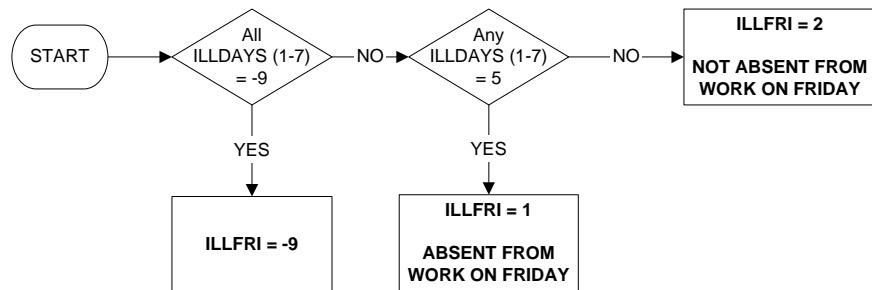 START
All
ILLDAYS (1-7)
= -9
NO
Any
ILLDAYS (1-7)
= 5
NO
ILLFRI = 2
NOT ABSENT FROM
WORK ON FRIDAY
YES
YES
ILLFRI = -9
ILLFRI = 1
ABSENT FROM
WORK ON FRIDAY